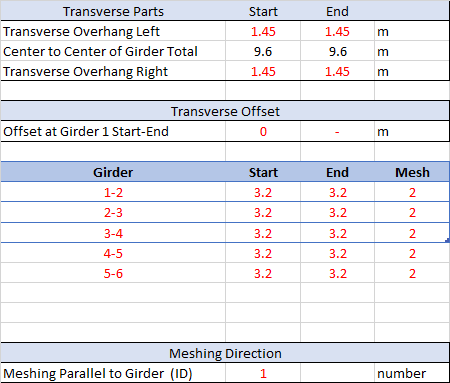 Transverse Parts Start End
Transverse Overhang Left 1.45 1.45 m
Center to Center of Girder Total 9.6 9.6 m
Transverse Overhang Right 1.45 1.45 m
Transverse Offset
Offset at Girder 1 Start-End 0 - m
Girder Start End Mesh
1-2 3.2 3.2 2
2-3 3.2 3.2 2
3-4 3.2 3.2 2
4-5 3.2 3.2 2
5-6 3.2 3.2 2
Meshing Direction
Meshing Parallel to Girder (ID) 1 number